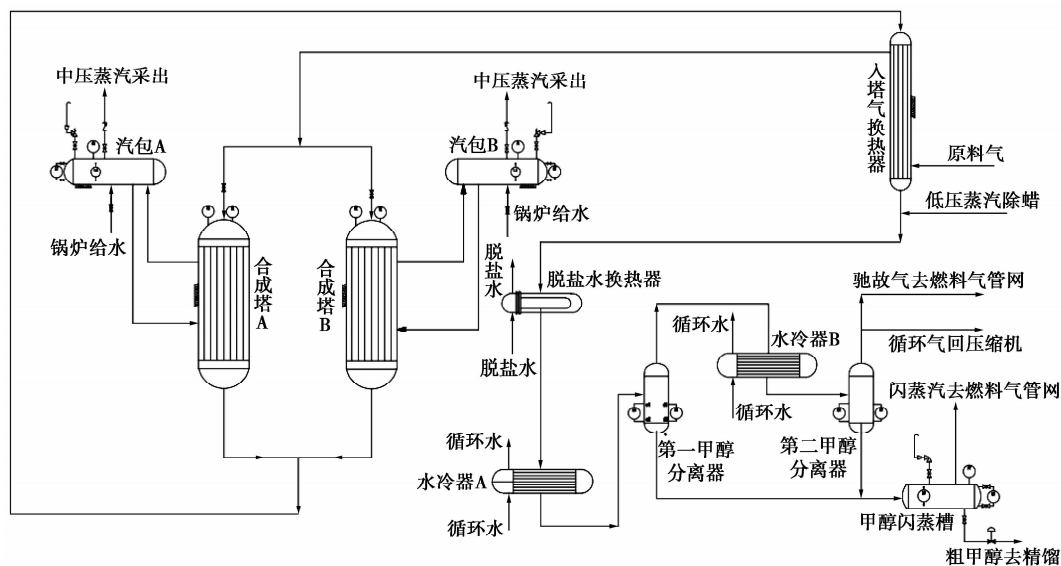 中压蒸汽采出
中压蒸汽采出
汽包A
汽包B
入塔气换热器
原料气
低压蒸汽除蜡
锅炉给水
锅炉给水
合成塔A
合成塔B
脱盐水
脱盐水换热器
脱盐水
驰故气去燃料气管网
循环气回压缩机
循环水
水冷器B
循环水
闪蒸汽去燃料气管网
第一甲醇
分离器
第二甲醇
分离器
循环水
水冷器A
循环水
甲醇闪蒸槽
粗甲醇去精馏